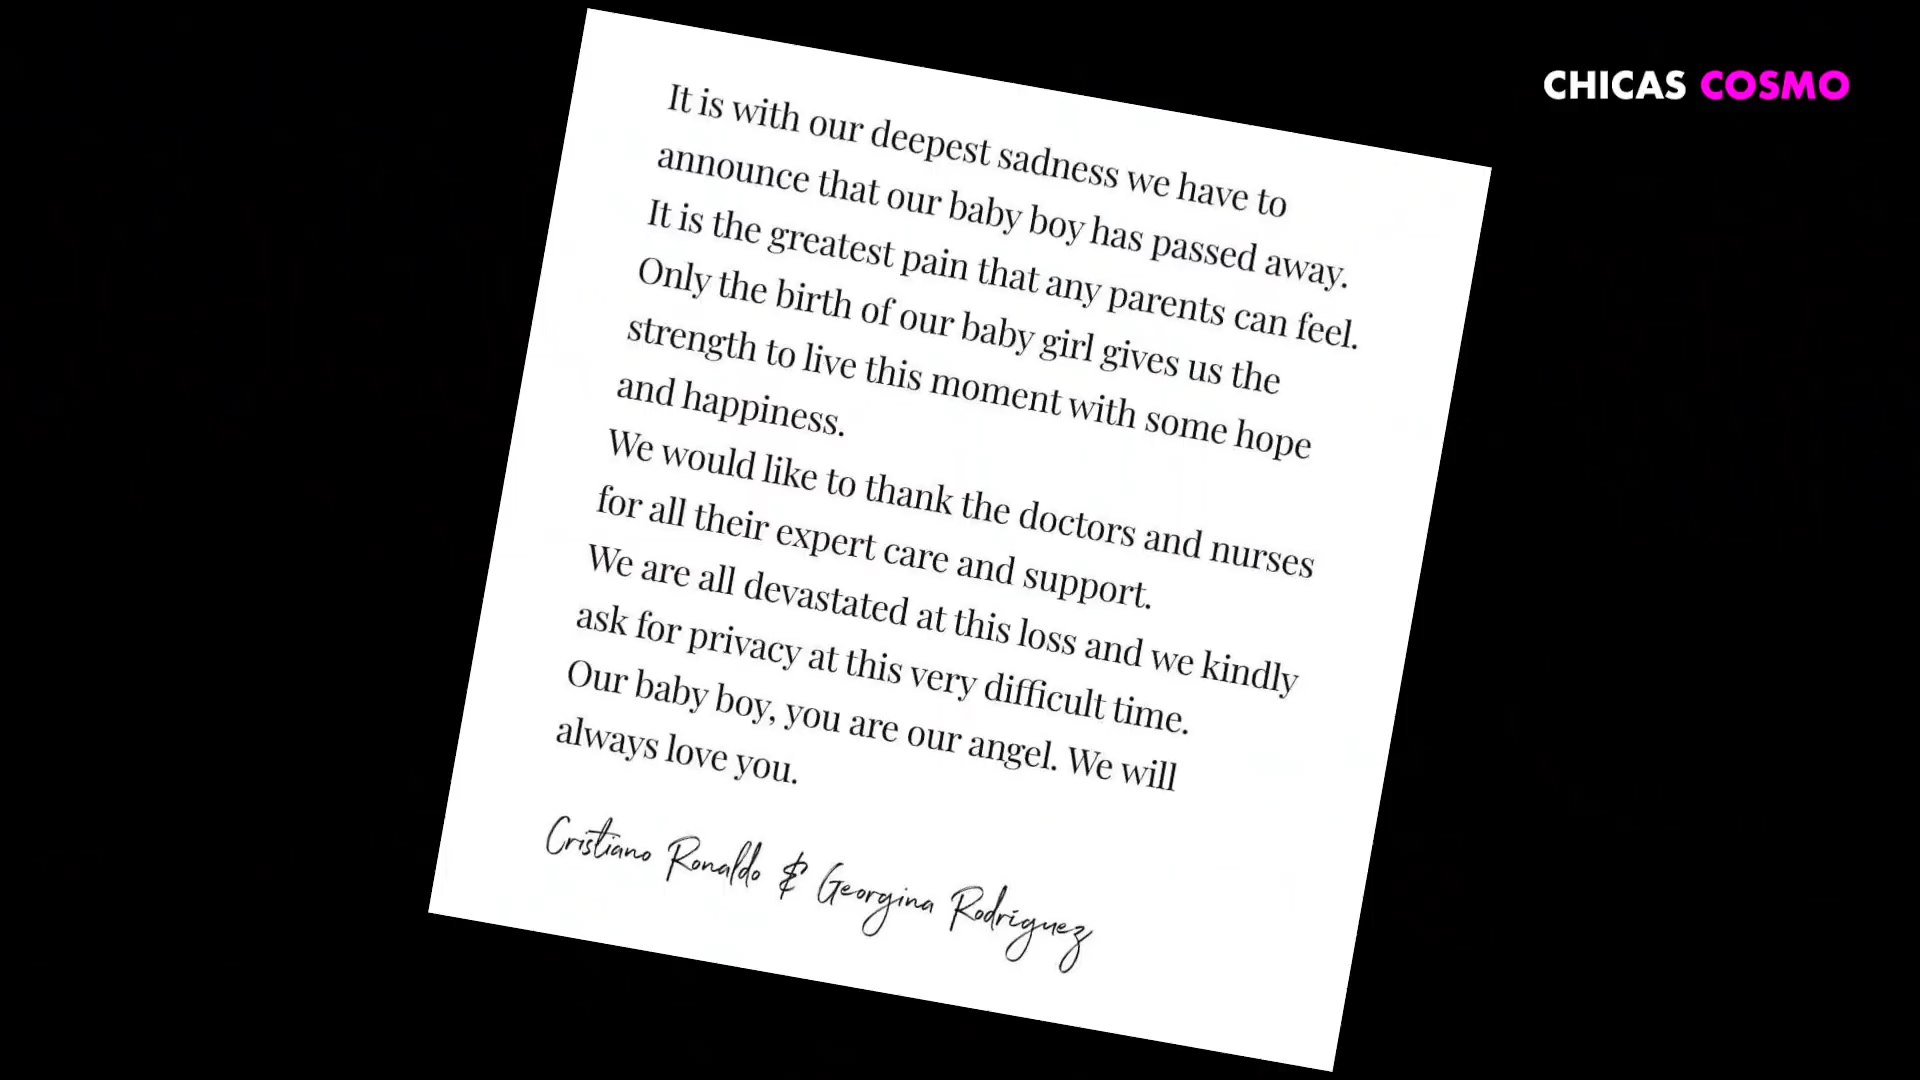 CHICAS COSMO
It is with our deepest sadness we have to
announce that our baby boy has passed away.
It is the greatest pain that any parents can feel.
Only the birth of our baby girl gives us the
strength to live this moment with some hope
and happiness.
We would like to thank the doctors and nurses
for all their expert care and support.
We are all devastated at this loss and we kindly
ask for privacy at this very difficult time.
Our baby boy, you are our angel. We will
always love you.
Cristiano Ronaldo & Georgina Rodríguez